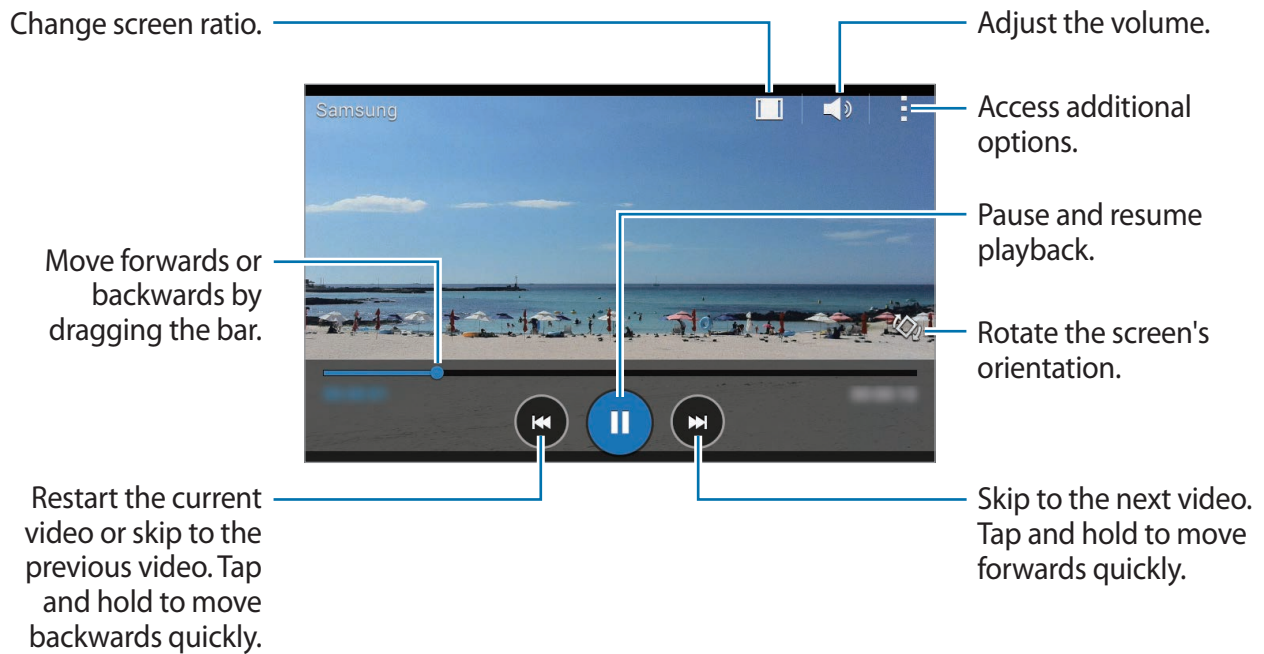 Change screen ratio.
Adjust the volume.
Samsung
Access additional
options.
Pause and resume
playback.
Move forwards or
backwards by
dragging the bar.
Rotate the screen's
orientation.
Restart the current
video or skip to the
previous video. Tap
and hold to move
backwards quickly.
Skip to the next video.
Tap and hold to move
forwards quickly.